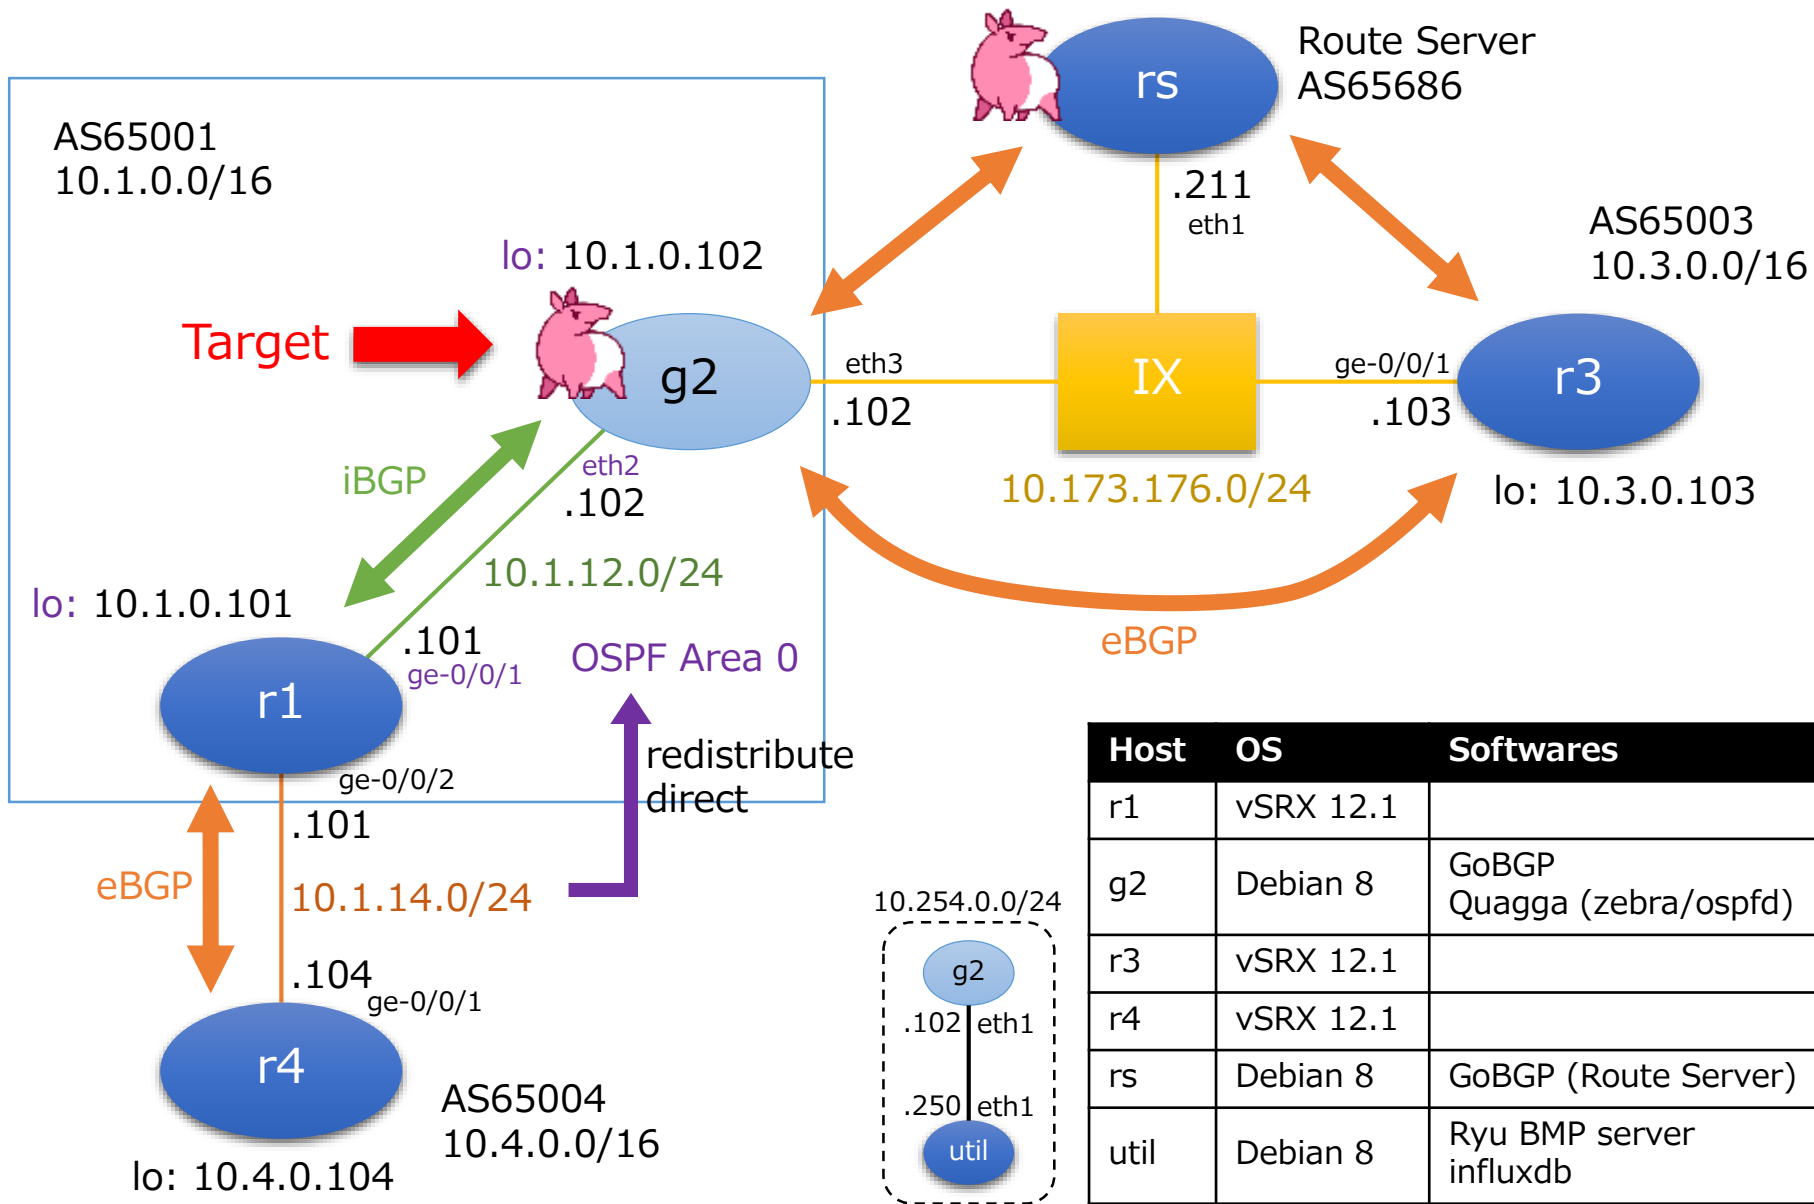 Route Server
AS65686
rs
.211
eth1
AS65001
10.1.0.0/16
lo: 10.1.0.102
Target
g2
eth3
.102
IX
10.173.176.0/24
ge-0/0/1
.103
r3
AS65003
10.3.0.0/16
lo: 10.3.0.103
eBGP
iBGP
eth2
.102
10.1.12.0/24
lo: 10.1.0.101
.101
ge-0/0/1
r1
ge-0/0/2
.101
OSPF Area 0
redistribute
direct
eBGP
10.1.14.0/24
.104
ge-0/0/1
r4
AS65004
10.4.0.0/16
lo: 10.4.0.104
10.254.0.0/24
g2
.102 eth1
.250 eth1
util
Host OS Softwares
r1 vSRX 12.1
g2 Debian 8 GoBGP
Quagga (zebra/ospfd)
r3 vSRX 12.1
r4 vSRX 12.1
rs Debian 8 GoBGP (Route Server)
util Debian 8 Ryu BMP server
influxdb